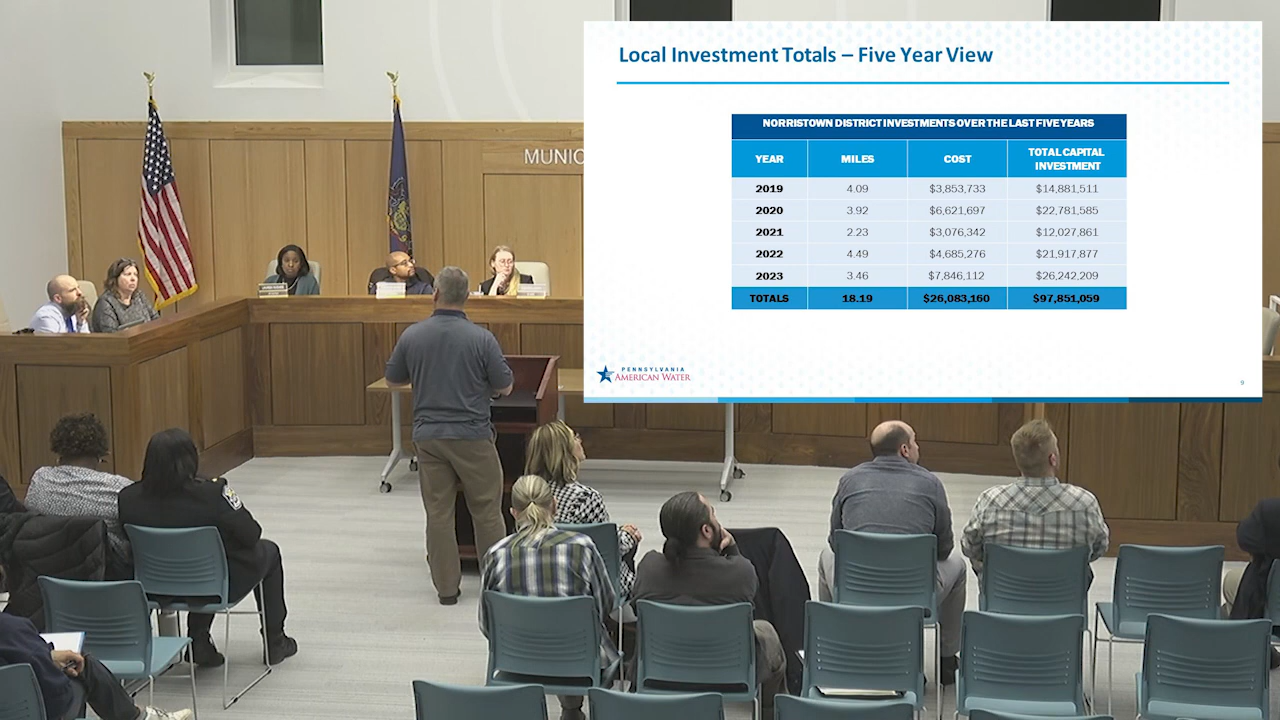 Local Investment Totals – Five Year View
NORRISTOWN DISTRICT INVESTMENTS OVER THE LAST FIVE YEARS
YEAR MILES COST TOTAL CAPITAL INVESTMENT
2019 4.09 $3,853,733 $14,881,511
2020 3.92 $6,621,697 $22,781,585
2021 2.23 $3,076,342 $12,027,861
2022 4.49 $4,685,276 $21,917,877
2023 3.46 $7,846,112 $26,242,209
TOTALS 18.19 $26,083,160 $97,851,059
PENNSYLVANIA
AMERICAN WATER
9
MUNIC